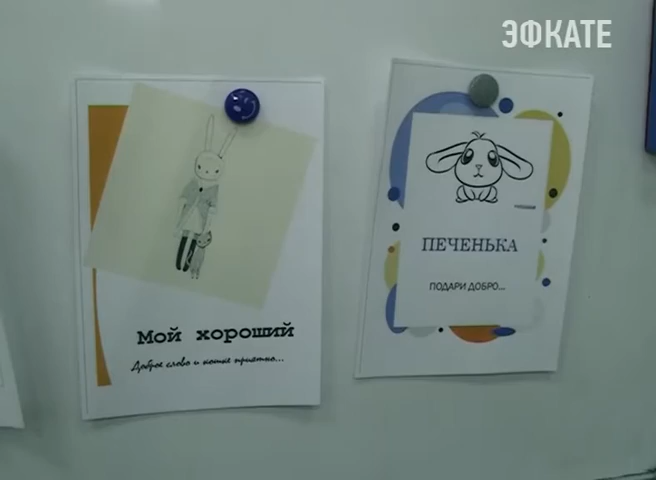 ЭФКАТЕ
Мой хороший
Доброе слово и кошке приятно...
ПЕЧЕНЬКА
ПОДАРИ ДОБРО...